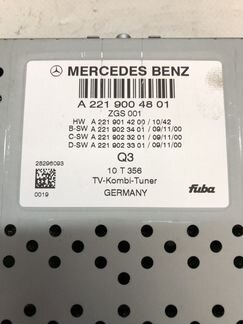 MERCEDES BENZ
A 221 900 48 01
ZGS 001
HW A 221 901 42 00 / 10/42
B-SW A 221 902 34 01 / 09/11/00
C-SW A 221 902 32 01 / 09/11/00
D-SW A 221 902 33 01 / 09/11/00
28296093
Q3
10 T 356
0019
TV-Kombi-Tuner
GERMANY
fuba